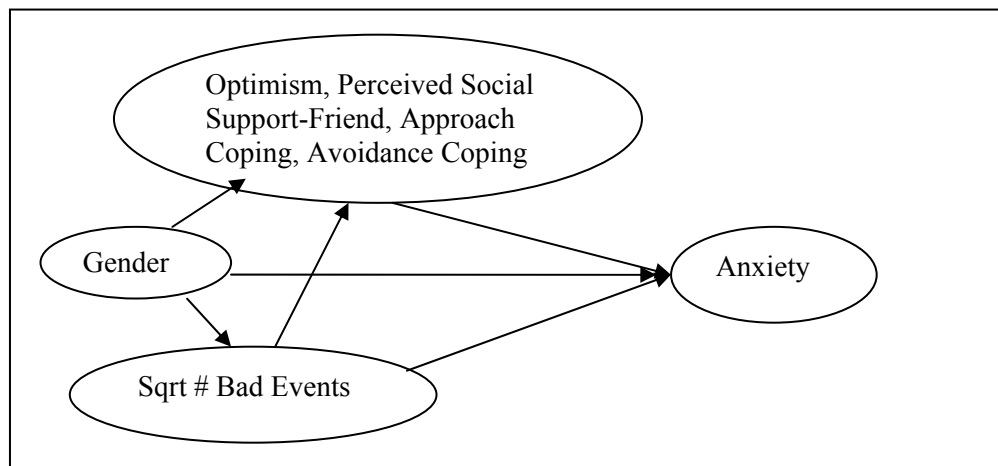 Optimism, Perceived Social
Support-Friend, Approach
Coping, Avoidance Coping
Gender
Anxiety
Sqrt # Bad Events